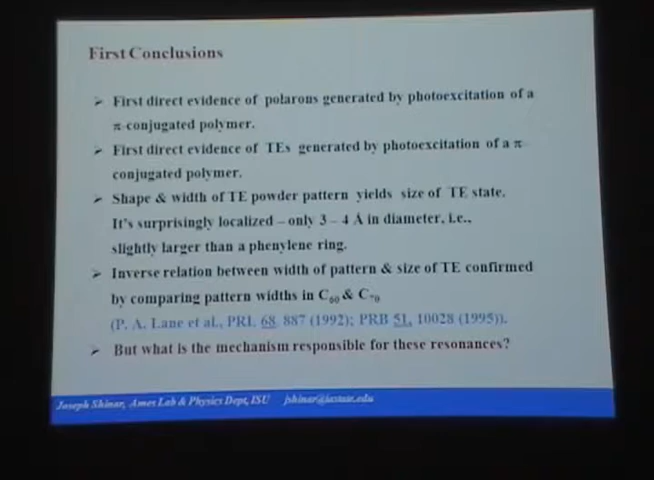 First Conclusions
➢ First direct evidence of polarons generated by photoexcitation of a
π-conjugated polymer.
➢ First direct evidence of TEs generated by photoexcitation of a π-
conjugated polymer.
➢ Shape & width of TE powder pattern yields size of TE state.
It's surprisingly localized – only 3 – 4 Å in diameter, i.e.,
slightly larger than a phenylene ring.
➢ Inverse relation between width of pattern & size of TE confirmed
by comparing pattern widths in C₆₀ & C₇₀
(P. A. Lane et al., PRL 68, 887 (1992); PRB 51, 10028 (1995)).
➢ But what is the mechanism responsible for these resonances?
Joseph Shinar, Ames Lab & Physics Dept, ISU jshinar@iastate.edu